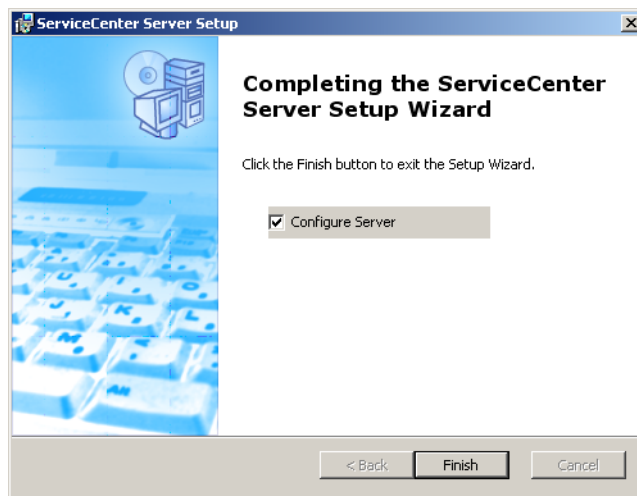 ServiceCenter Server Setup
Completing the ServiceCenter
Server Setup Wizard
Click the Finish button to exit the Setup Wizard.
Configure Server
< Back
Finish
Cancel